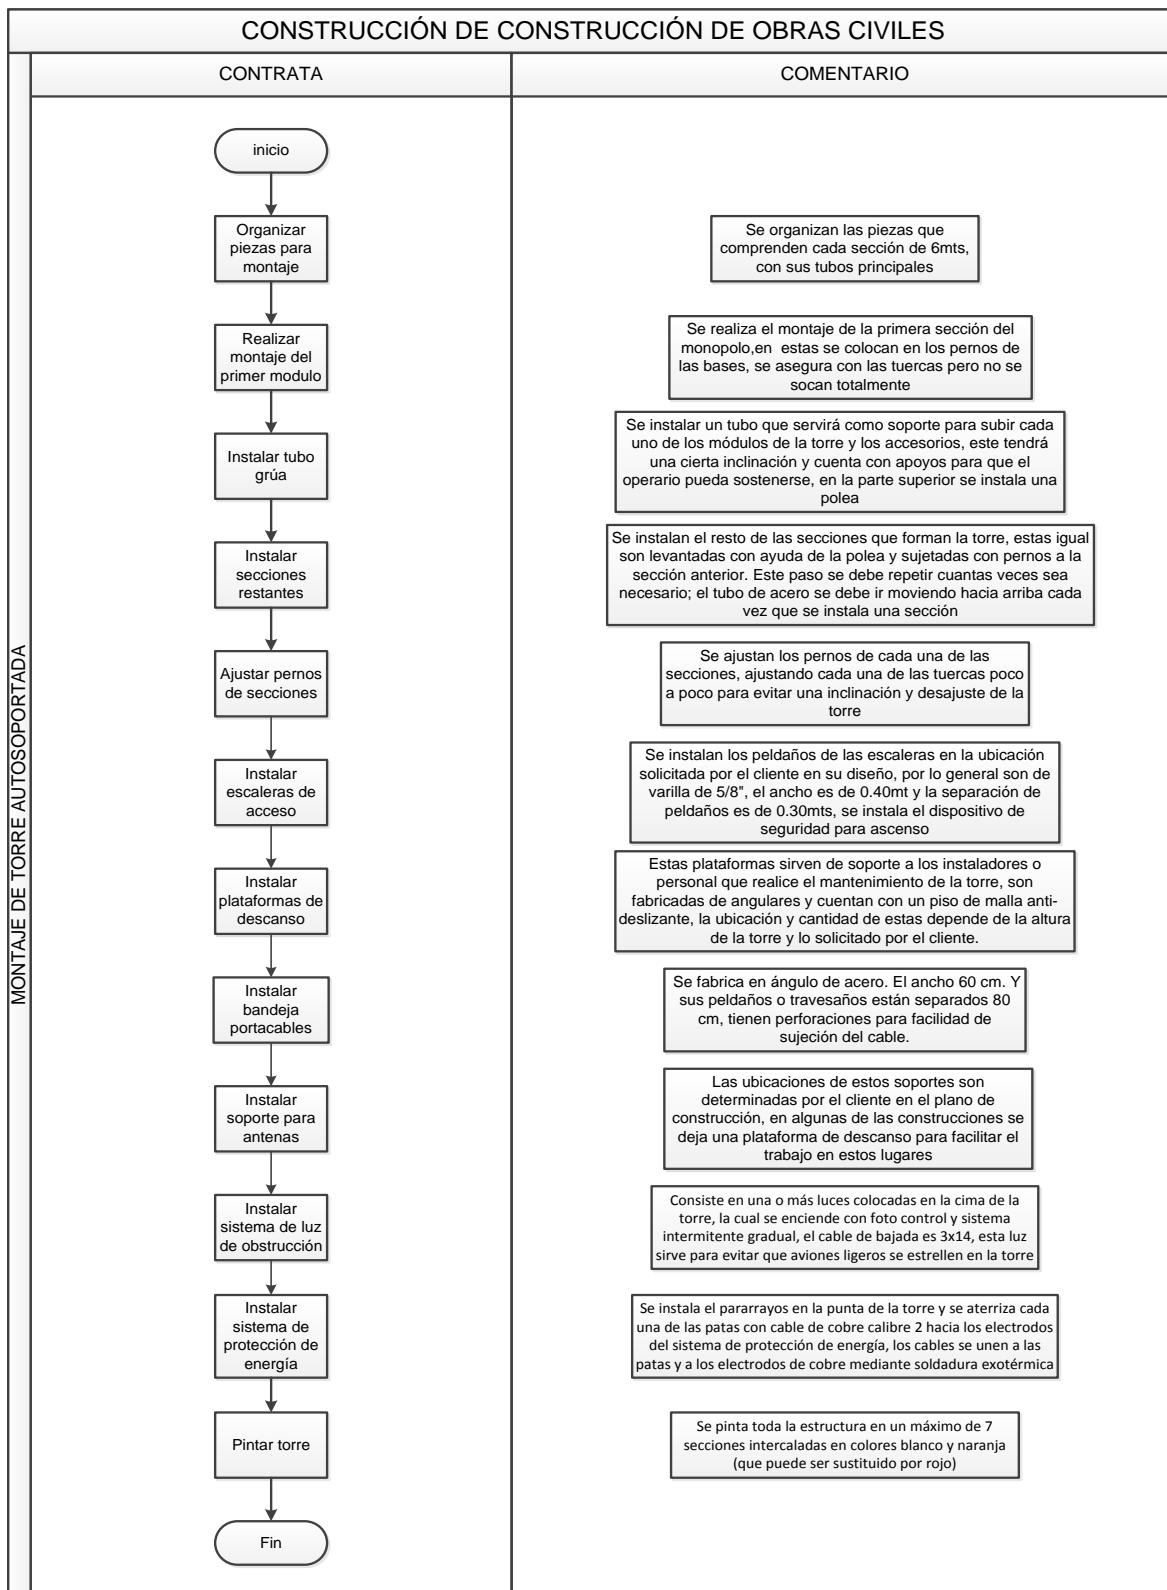 CONSTRUCCIÓN DE CONSTRUCCIÓN DE OBRAS CIVILES
CONTRATA
COMENTARIO
MONTAJE DE TORRE AUTOSOPORTADA
inicio
Organizar
piezas para
montaje
Se organizan las piezas que
comprenden cada sección de 6mts,
con sus tubos principales
Realizar
montaje del
primer modulo
Se realiza el montaje de la primera sección del
monopolo,en estas se colocan en los pernos de
las bases, se asegura con las tuercas pero no se
socan totalmente
Instalar tubo
grúa
Se instalar un tubo que servirá como soporte para subir cada
uno de los módulos de la torre y los accesorios, este tendrá
una cierta inclinación y cuenta con apoyos para que el
operario pueda sostenerse, en la parte superior se instala una
polea
Instalar
secciones
restantes
Se instalan el resto de las secciones que forman la torre, estas igual
son levantadas con ayuda de la polea y sujetadas con pernos a la
sección anterior. Este paso se debe repetir cuantas veces sea
necesario; el tubo de acero se debe ir moviendo hacia arriba cada
vez que se instala una sección
Ajustar pernos
de secciones
Se ajustan los pernos de cada una de las
secciones, ajustando cada una de las tuercas poco
a poco para evitar una inclinación y desajuste de la
torre
Instalar
escaleras de
acceso
Se instalan los peldaños de las escaleras en la ubicación
solicitada por el cliente en su diseño, por lo general son de
varilla de 5/8", el ancho es de 0.40mt y la separación de
peldaños es de 0.30mts, se instala el dispositivo de
seguridad para ascenso
Instalar
plataformas de
descanso
Estas plataformas sirven de soporte a los instaladores o
personal que realice el mantenimiento de la torre, son
fabricadas de angulares y cuentan con un piso de malla anti-
deslizante, la ubicación y cantidad de estas depende de la altura
de la torre y lo solicitado por el cliente.
Instalar
bandeja
portacables
Se fabrica en ángulo de acero. El ancho 60 cm. Y
sus peldaños o travesaños están separados 80
cm, tienen perforaciones para facilidad de
sujeción del cable.
Instalar
soporte para
antenas
Las ubicaciones de estos soportes son
determinadas por el cliente en el plano de
construcción, en algunas de las construcciones se
deja una plataforma de descanso para facilitar el
trabajo en estos lugares
Instalar
sistema de luz
de obstrucción
Consiste en una o más luces colocadas en la cima de la
torre, la cual se enciende con foto control y sistema
intermitente gradual, el cable de bajada es 3x14, esta luz
sirve para evitar que aviones ligeros se estrellen en la torre
Instalar
sistema de
protección de
energía
Se instala el pararrayos en la punta de la torre y se aterriza cada
una de las patas con cable de cobre calibre 2 hacia los electrodos
del sistema de protección de energía, los cables se unen a las
patas y a los electrodos de cobre mediante soldadura exotérmica
Pintar torre
Se pinta toda la estructura en un máximo de 7
secciones intercaladas en colores blanco y naranja
(que puede ser sustituido por rojo)
Fin